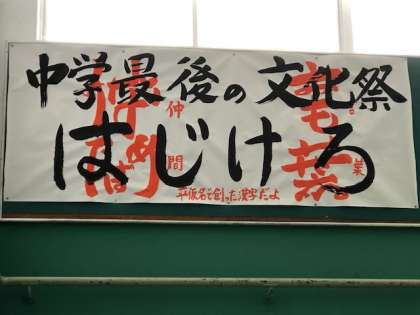 中学最後の文化祭
はじけろ
仲
間
平仮名で創った漢字だよ